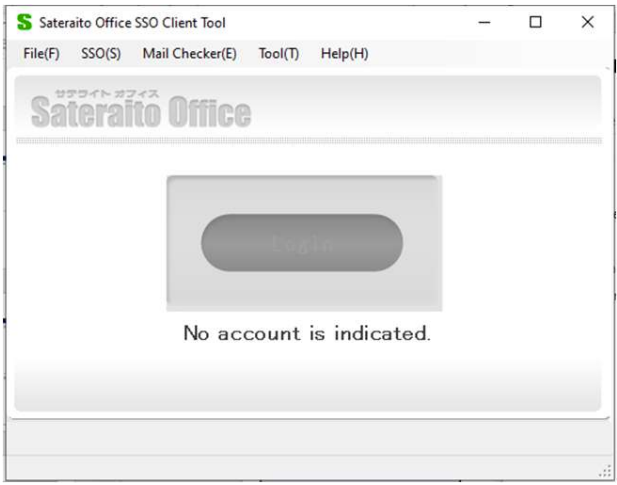 Sateraito Office SSO Client Tool
File(F) SSO(S) Mail Checker(E) Tool(T) Help(H)
サテライト オフィス
Sateraito Office
Login
No account is indicated.